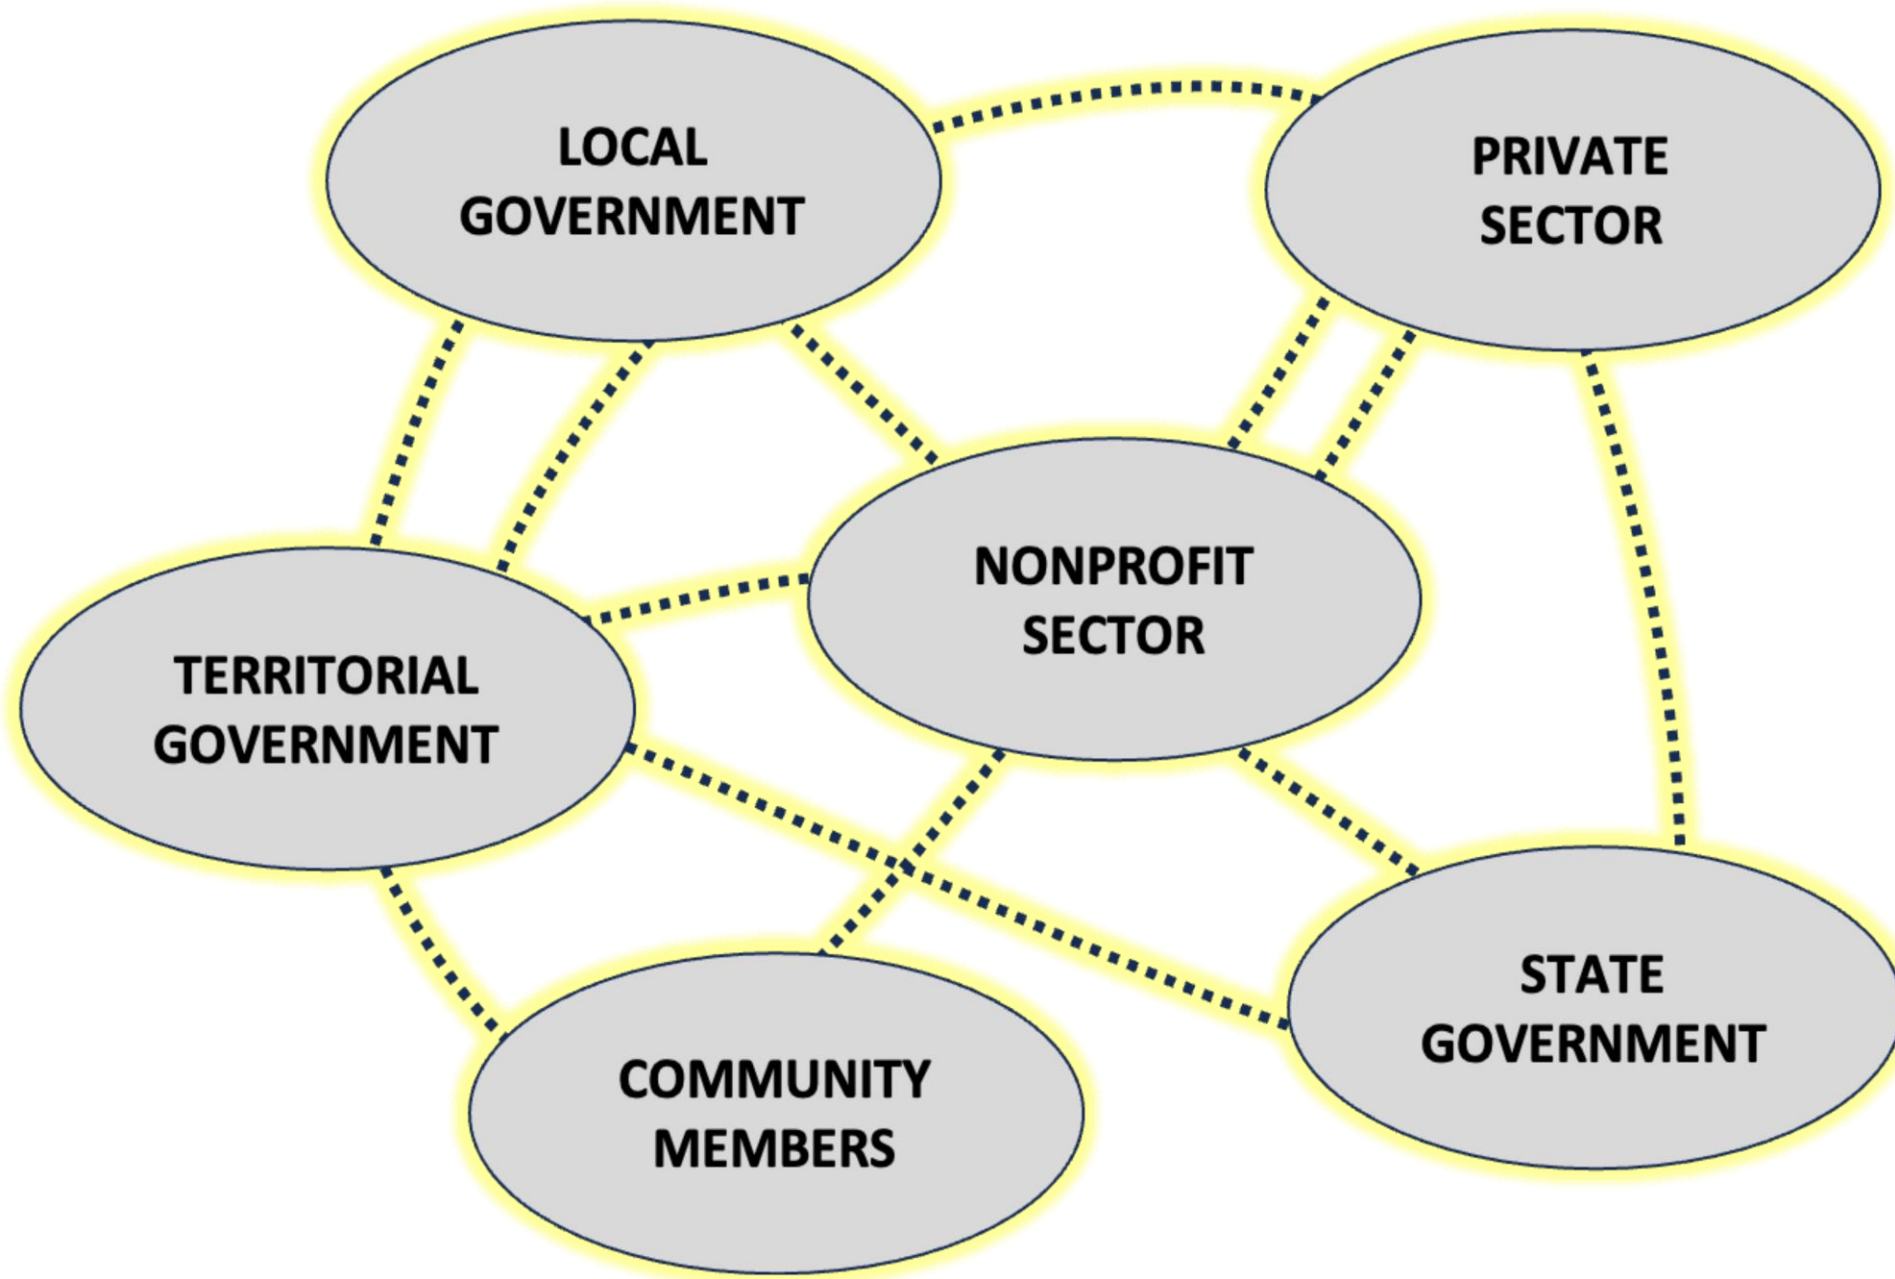 LOCAL
GOVERNMENT
PRIVATE
SECTOR
NONPROFIT
SECTOR
TERRITORIAL
GOVERNMENT
STATE
GOVERNMENT
COMMUNITY
MEMBERS